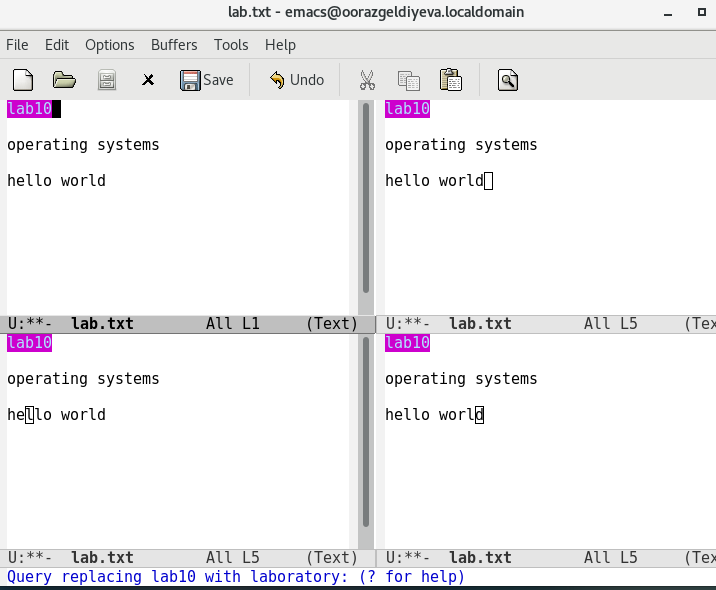 lab.txt - emacs@oorazgeldiyeva.localdomain
File Edit Options Buffers Tools Help
Save Undo
lab10
operating systems
hello world
U:**- lab.txt All L1 (Text)
lab10
operating systems
hello world
U:**- lab.txt All L5 (Tex
lab10
operating systems
hello world
U:**- lab.txt All L5 (Text)
lab10
operating systems
hello world
U:**- lab.txt All L5 (Tex
Query replacing lab10 with laboratory: (? for help)